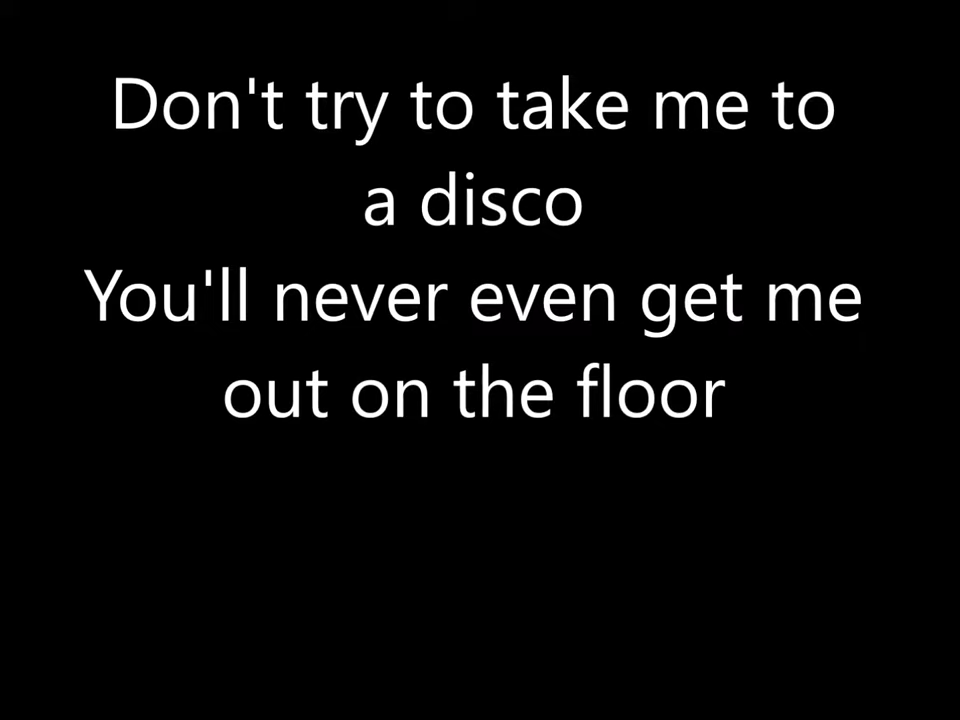 Don't try to take me to
a disco
You'll never even get me
out on the floor